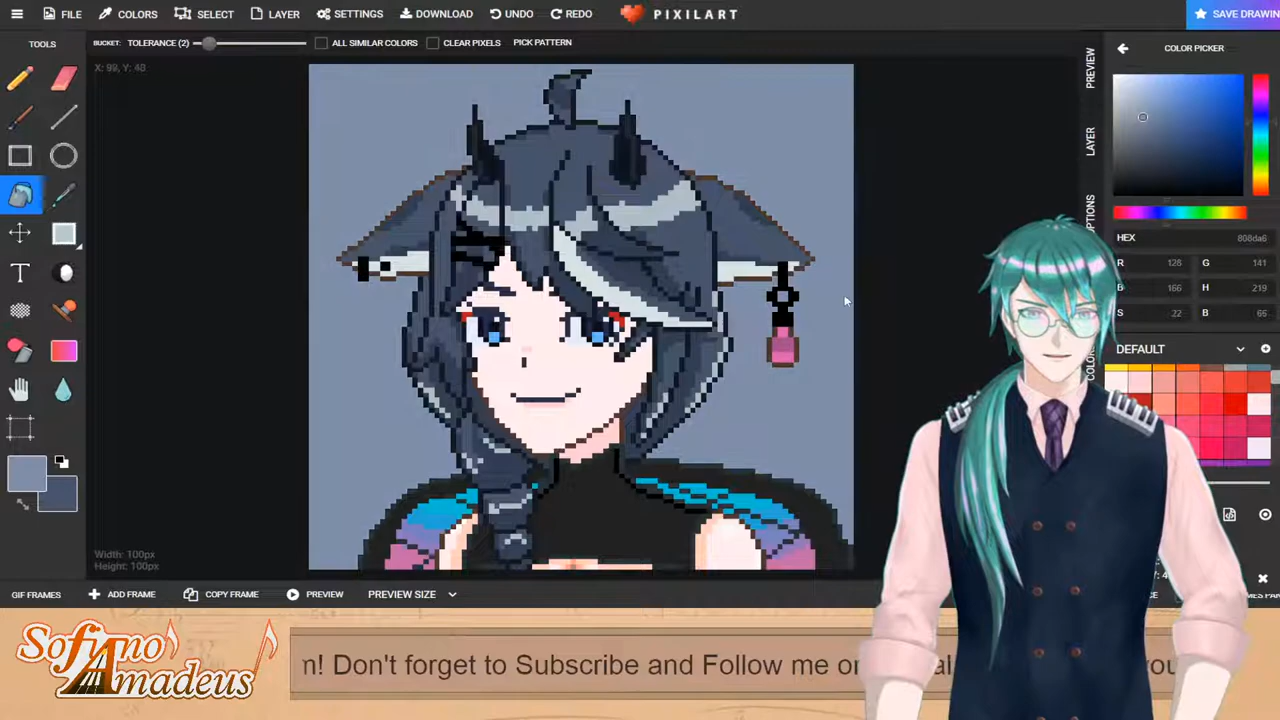 FILE COLORS SELECT LAYER SETTINGS DOWNLOAD UNDO REDO PIXILART SAVE DRAWIN
TOOLS BUCKET: TOLERANCE (2) ALL SIMILAR COLORS CLEAR PIXELS PICK PATTERN
X: 99, Y: 48
PREVIEW
LAYER
COLOR PICKER
HEX 808da6
R 128 G 141
B 166 H 219
S 22 B 66
DEFAULT
Width: 100px
Height: 100px
GIF FRAMES ADD FRAME COPY FRAME PREVIEW PREVIEW SIZE
Sofiano
Amadeus
n! Don't forget to Subscribe and Follow me on